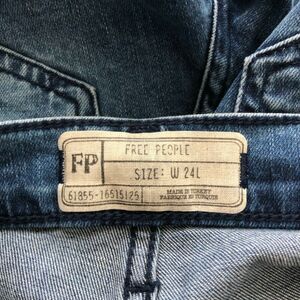 FP
FREE PEOPLE
SIZE: W 24L
61855-16515125
MADE IN TURKEY
FABRIQUE EN TURQUIE